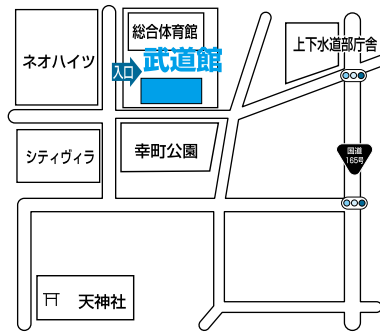 総合体育館
上下水道部庁舎
ネオハイツ
武道館
入口
シティヴィラ
幸町公園
国道
165号
天神社